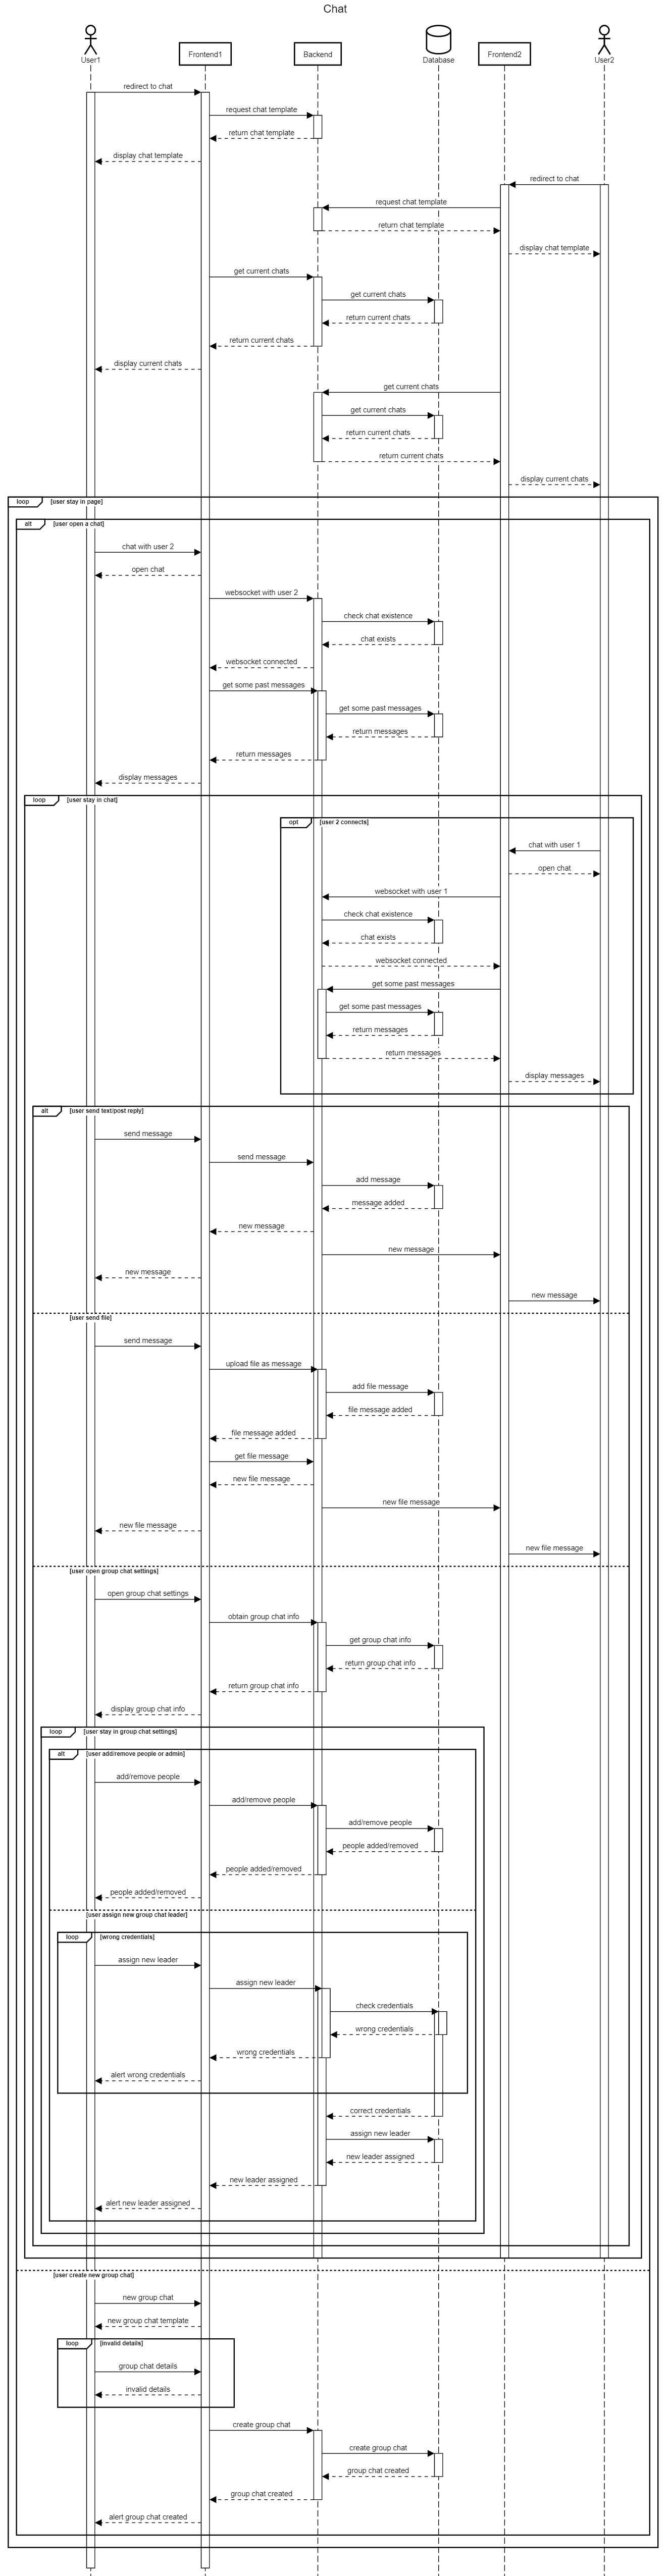 Chat
User1
Frontend1
Backend
Database
Frontend2
User2
redirect to chat
request chat template
return chat template
display chat template
redirect to chat
request chat template
return chat template
display chat template
get current chats
get current chats
return current chats
return current chats
display current chats
get current chats
get current chats
return current chats
return current chats
display current chats
loop [user stay in page]
alt [user open a chat]
chat with user 2
open chat
websocket with user 2
check chat existence
chat exists
websocket connected
get some past messages
get some past messages
return messages
return messages
display messages
loop [user stay in chat]
opt [user 2 connects]
chat with user 1
open chat
websocket with user 1
check chat existence
chat exists
websocket connected
get some past messages
get some past messages
return messages
return messages
display messages
alt [user send text/post reply]
send message
send message
add message
message added
new message
new message
new message
new message
[user send file]
send message
upload file as message
add file message
file message added
file message added
get file message
new file message
new file message
new file message
new file message
[user open group chat settings]
open group chat settings
obtain group chat info
get group chat info
return group chat info
return group chat info
display group chat info
loop [user stay in group chat settings]
alt [user add/remove people or admin]
add/remove people
add/remove people
add/remove people
people added/removed
people added/removed
people added/removed
[user assign new group chat leader]
loop [wrong credentials]
assign new leader
assign new leader
check credentials
wrong credentials
wrong credentials
alert wrong credentials
correct credentials
assign new leader
new leader assigned
new leader assigned
alert new leader assigned
[user create new group chat]
new group chat
new group chat template
loop [invalid details]
group chat details
invalid details
create group chat
create group chat
group chat created
group chat created
alert group chat created